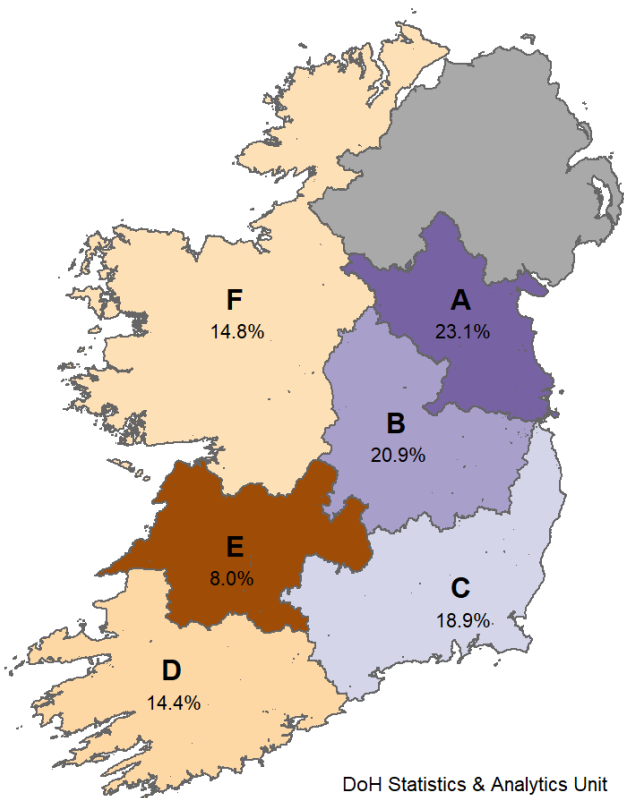 F
14.8%
A
23.1%
B
20.9%
E
8.0%
C
18.9%
D
14.4%
DoH Statistics & Analytics Unit